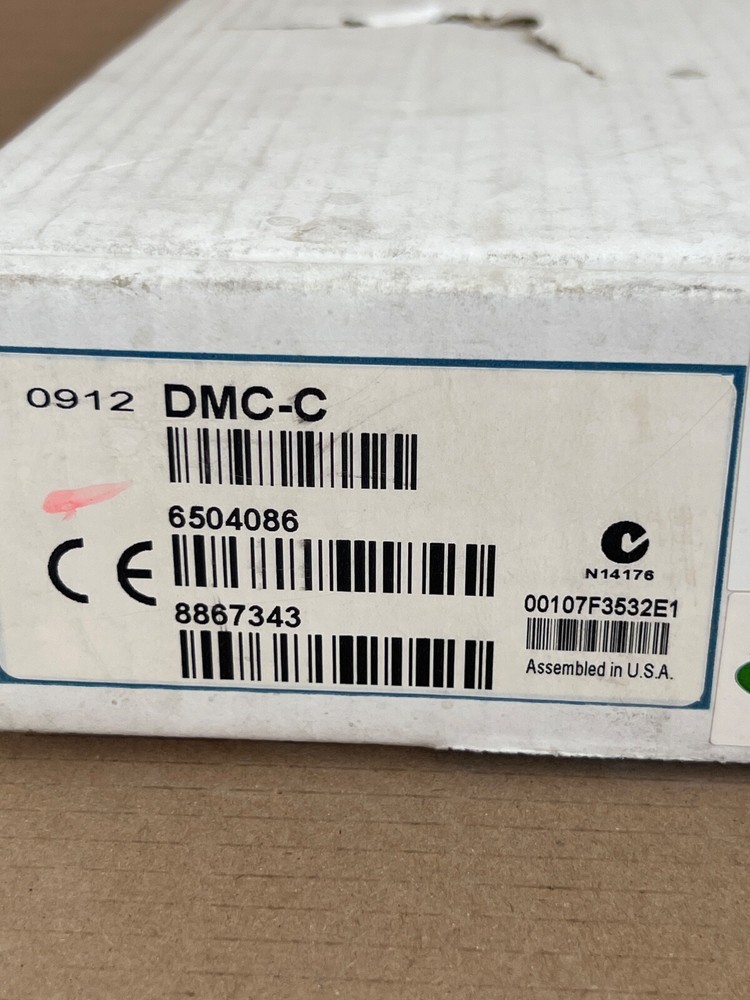 0912 DMC-C
6504086
CE
8867343
N14176
00107F3532E1
Assembled in U.S.A.